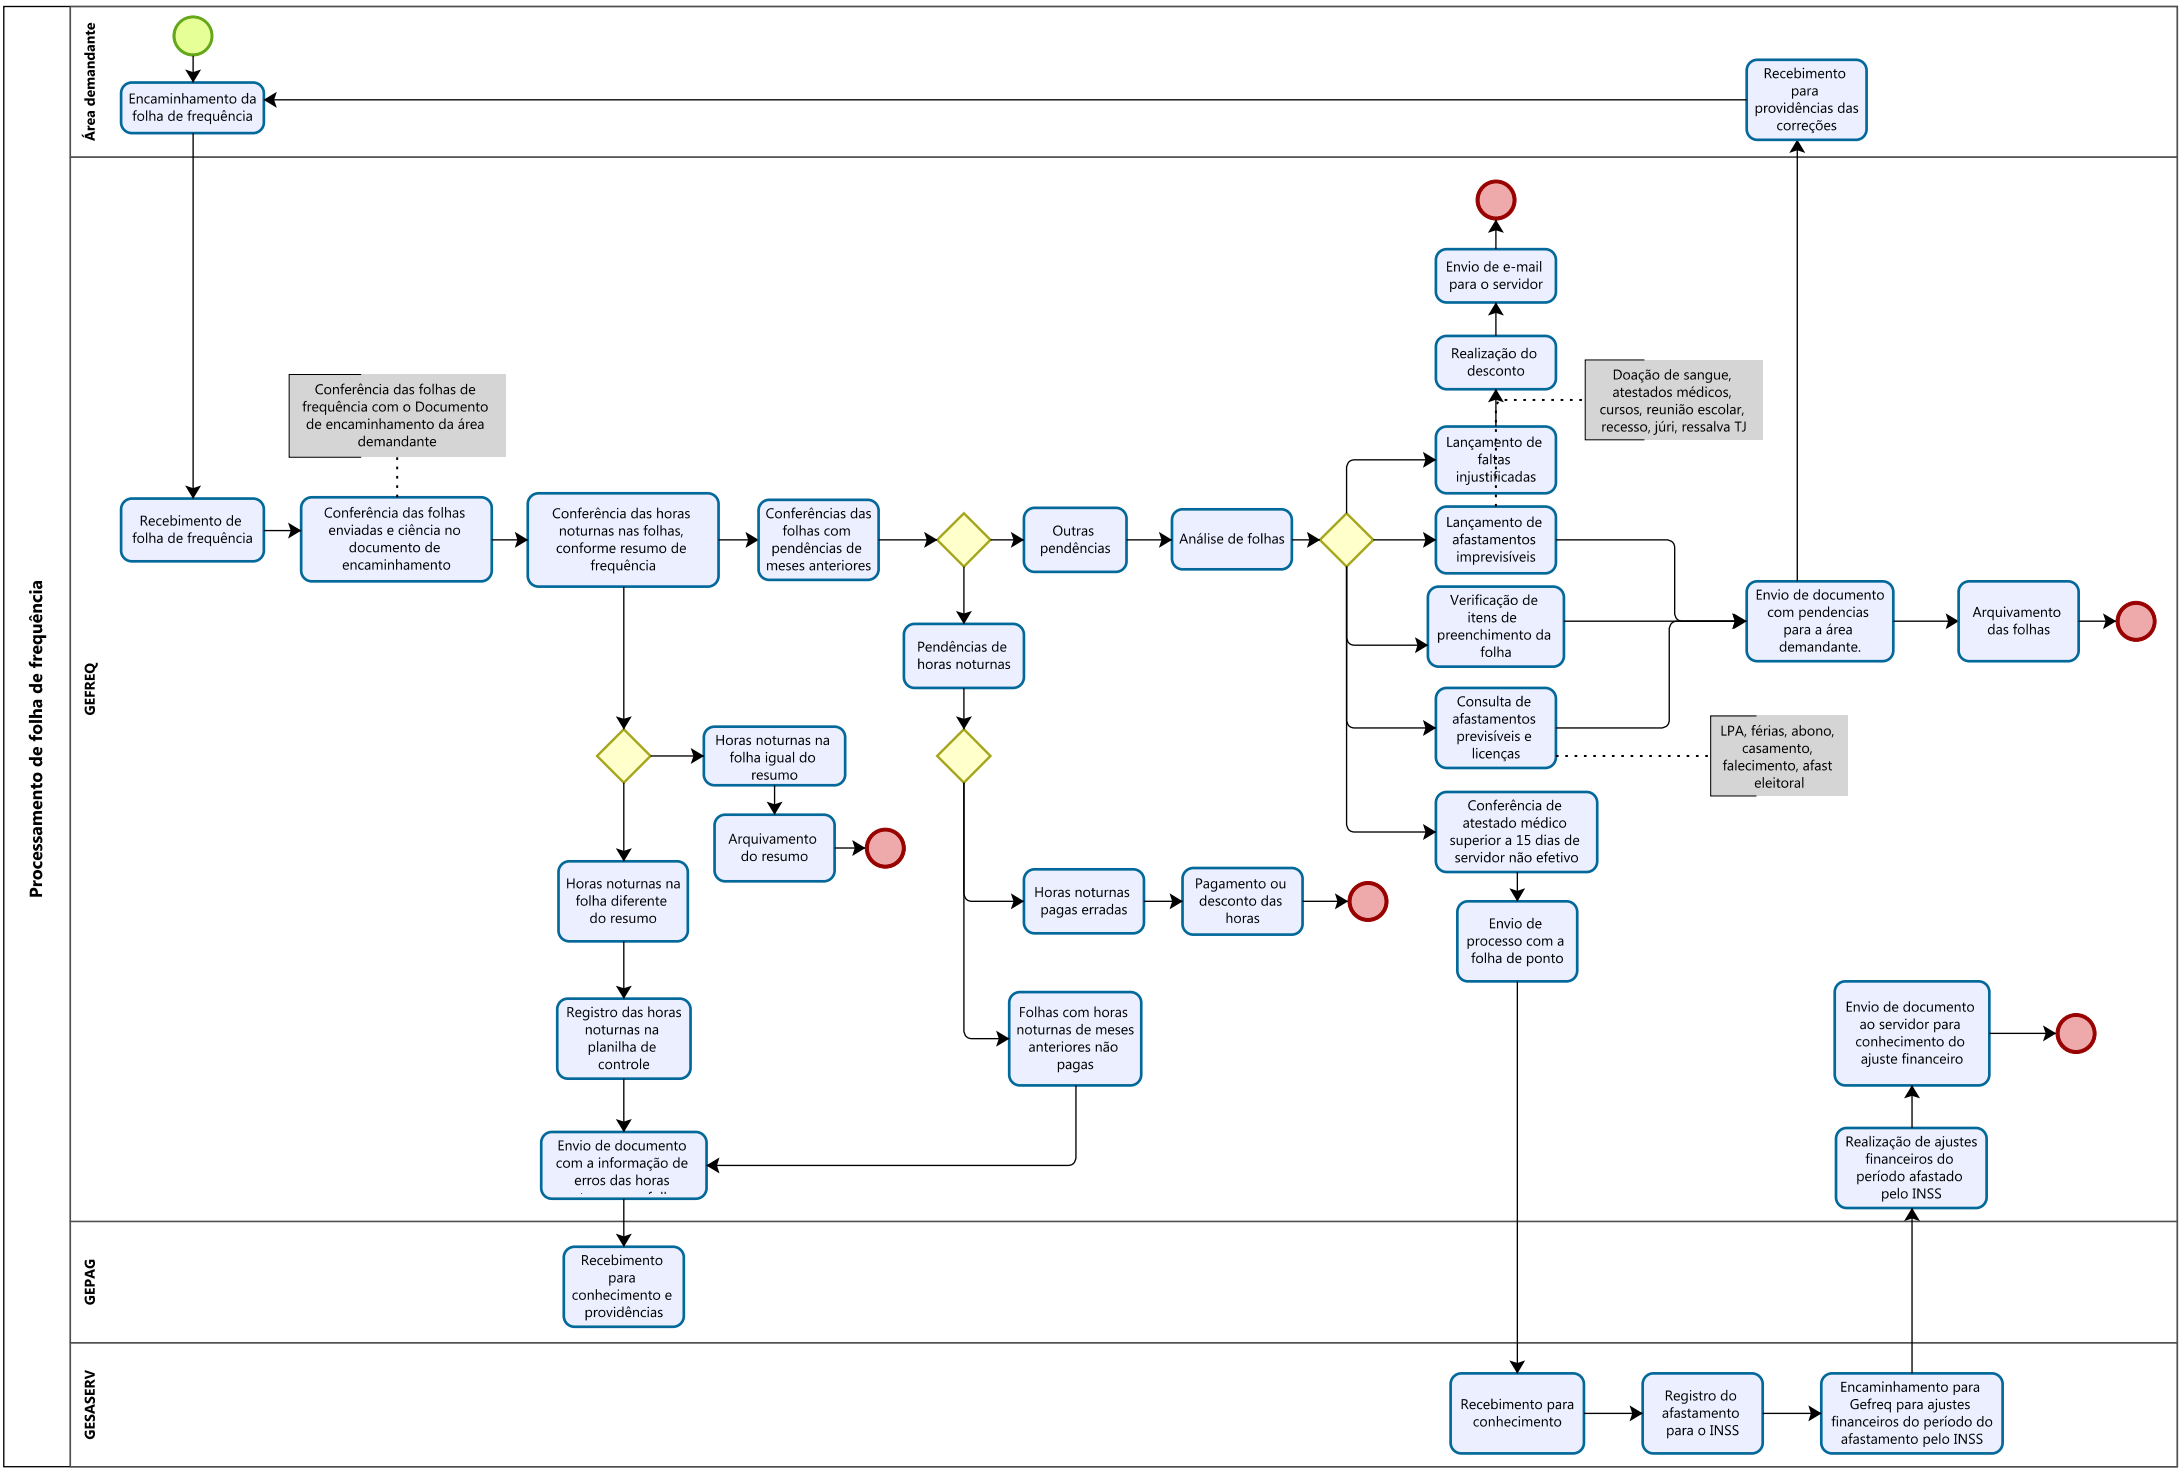 Processamento de folha de frequência
Área demandante
Encaminhamento da
folha de frequência
Recebimento
para
providências das
correções
GEFREQ
Envio de e-mail
para o servidor
Realização do
desconto
Doação de sangue,
atestados médicos,
cursos, reunião escolar,
recesso, júri, ressalva TJ
Conferência das folhas de
frequência com o Documento
de encaminhamento da área
demandante
Lançamento de
faltas
injustificadas
Recebimento de
folha de frequência
Conferência das folhas
enviadas e ciência no
documento de
encaminhamento
Conferência das horas
noturnas nas folhas,
conforme resumo de
frequência
Conferências das
folhas com
pendências de
meses anteriores
Outras
pendências
Análise de folhas
Lançamento de
afastamentos
imprevisíveis
Verificação de
itens de
preenchimento da
folha
Envio de documento
com pendencias
para a área
demandante.
Arquivamento
das folhas
Pendências de
horas noturnas
Consulta de
afastamentos
previsíveis e
licenças
LPA, férias, abono,
casamento,
falecimento, afast
eleitoral
Horas noturnas na
folha igual do
resumo
Arquivamento
do resumo
Conferência de
atestado médico
superior a 15 dias de
servidor não efetivo
Horas noturnas na
folha diferente
do resumo
Horas noturnas
pagas erradas
Pagamento ou
desconto das
horas
Envio de
processo com a
folha de ponto
Registro das horas
noturnas na
planilha de
controle
Folhas com horas
noturnas de meses
anteriores não
pagas
Envio de documento
ao servidor para
conhecimento do
ajuste financeiro
Envio de documento
com a informação de
erros das horas
Realização de ajustes
financeiros do
período afastado
pelo INSS
GEPAG
Recebimento
para
conhecimento e
providências
GESASERV
Recebimento para
conhecimento
Registro do
afastamento
para o INSS
Encaminhamento para
Gefreq para ajustes
financeiros do período do
afastamento pelo INSS